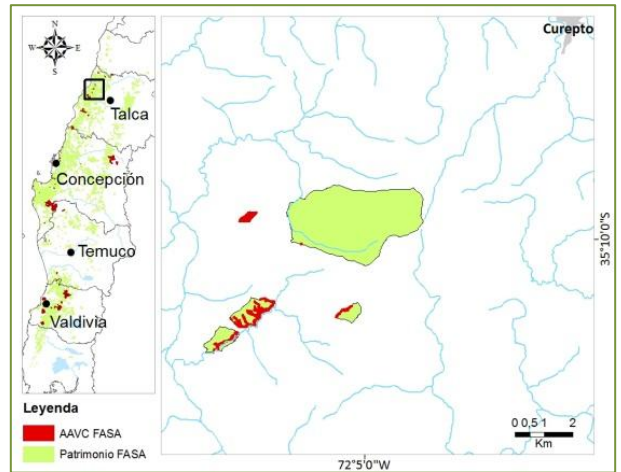 N
W E
S
Talca
Concepción
Temuco
Valdivia
Leyenda
AAVC FASA
Patrimonio FASA
Curepto
35°10'0"S
0 0,5 1 2
Km
72°5'0"W